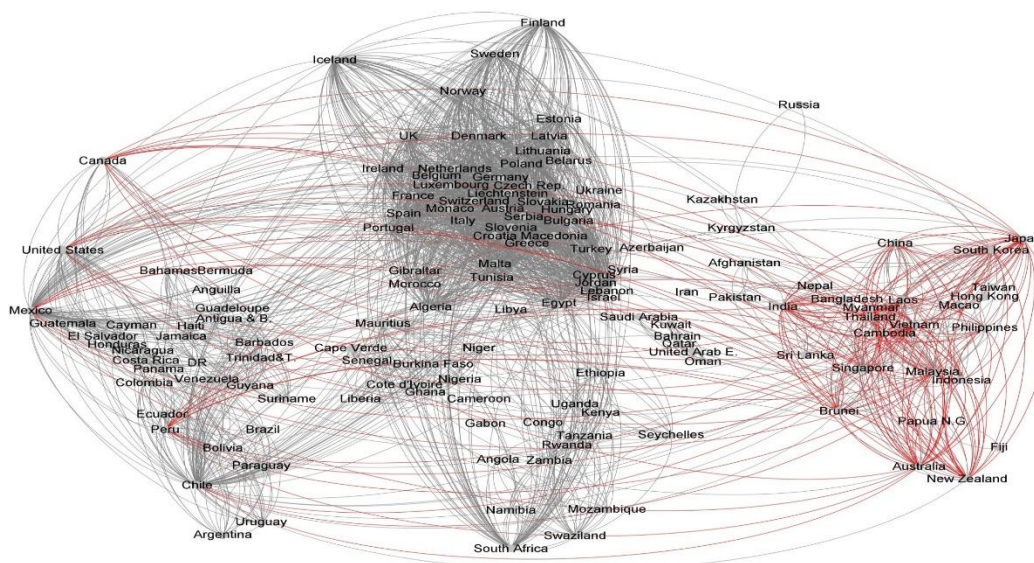 Finland
Sweden
Iceland
Norway
Russia
Estonia
UK
Denmark
Latvia
Lithuania
Canada
Poland
Belarus
Ireland
Netherlands
Belgium
Germany
Luxembourg
Czech Rep.
Liechtenstein
Ukraine
France
Switzerland
Slovakia
Romania
Kazakhstan
Monaco
Austria
Hungary
Spain
Serbia
Italy
Bulgaria
Portugal
Slovenia
Kyrgyzstan
Croatia
Macedonia
Greece
Turkey
Azerbaijan
China
Japa
South Korea
United States
Malta
Afghanistan
Bahamas
Bermuda
Gibraltar
Tunisia
Cyprus
Syria
Jordan
Morocco
Lebanon
Iran
Nepal
Taiwan
Anguilla
Israel
Pakistan
Bangladesh
Laos
Hong Kong
Mexico
Guadeloupe
Algeria
Libya
Egypt
India
Myanmar
Macao
Antigua & B.
Saudi Arabia
Thailand
Guatemala
Cayman
Haiti
Mauritius
Kuwait
Vietnam
Philippines
El Salvador
Jamaica
Bahrain
Cambodia
Honduras
Barbados
Cape Verde
Niger
Qatar
Nicaragua
United Arab E.
Sri Lanka
Costa Rica
DR
Trinidad&T.
Senegal
Burkina Faso
Oman
Panama
Singapore
Malaysia
Colombia
Venezuela
Guyana
Cote d'Ivoire
Nigeria
Ethiopia
Indonesia
Ghana
Suriname
Liberia
Cameroon
Uganda
Brunei
Ecuador
Kenya
Peru
Brazil
Gabon
Congo
Papua N.G.
Tanzania
Seychelles
Bolivia
Rwanda
Fiji
Paraguay
Angola
Zambia
Australia
Chile
New Zealand
Namibia
Mozambique
Uruguay
Argentina
Swaziland
South Africa